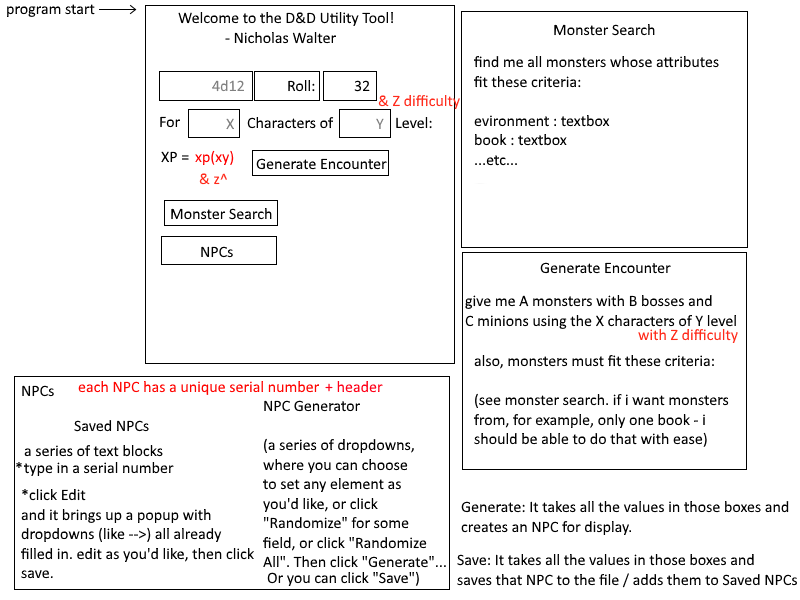 program start
Welcome to the D&D Utility Tool!
- Nicholas Walter
4d12 Roll: 32
& Z difficulty
For X Characters of Y Level:
XP = xp(xy) Generate Encounter
& z^
Monster Search
NPCs
Monster Search
find me all monsters whose attributes
fit these criteria:
evironment : textbox
book : textbox
...etc...
Generate Encounter
give me A monsters with B bosses and
C minions using the X characters of Y level
with Z difficulty
also, monsters must fit these criteria:
(see monster search. if i want monsters
from, for example, only one book - i
should be able to do that with ease)
NPCs each NPC has a unique serial number + header
Saved NPCs
a series of text blocks
*type in a serial number
*click Edit
and it brings up a popup with
dropdowns (like -->) all already
filled in. edit as you'd like, then click
save.
NPC Generator
(a series of dropdowns,
where you can choose
to set any element as
you'd like, or click
"Randomize" for some
field, or click "Randomize
All". Then click "Generate"...
Or you can click "Save")
Generate: It takes all the values in those boxes and
creates an NPC for display.
Save: It takes all the values in those boxes and
saves that NPC to the file / adds them to Saved NPCs